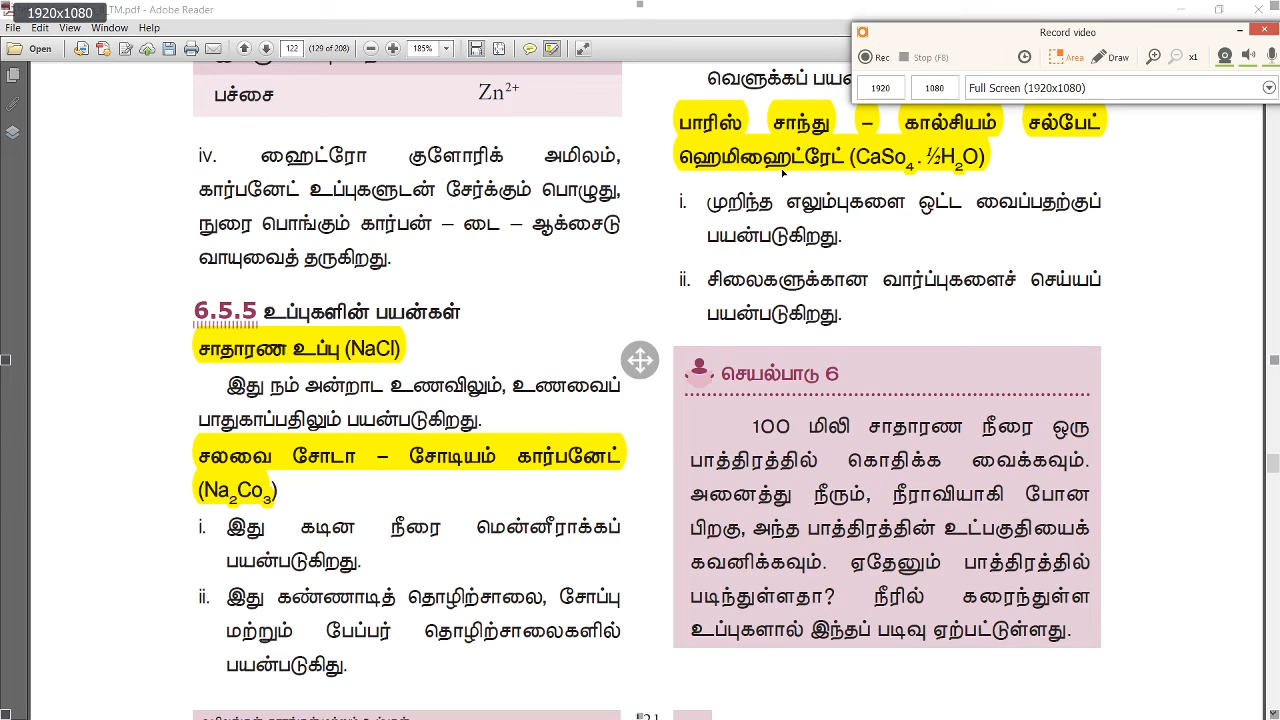 1920x1080
_TM.pdf - Adobe Reader
File Edit View Window Help
Open 122 (129 of 208) 185%
Record video
Rec Stop (F8) Area Draw x1
1920 1080 Full Screen (1920x1080)
பச்சை Zn2+
iv. ஹைட்ரோ குளோரிக் அமிலம்,
கார்பனேட் உப்புகளுடன் சேர்க்கும் பொழுது,
நுரை பொங்கும் கார்பன் – டை – ஆக்சைடு
வாயுவைத் தருகிறது.
6.5.5 உப்புகளின் பயன்கள்
சாதாரண உப்பு (NaCl)
இது நம் அன்றாட உணவிலும், உணவைப்
பாதுகாப்பதிலும் பயன்படுகிறது.
சலவை சோடா – சோடியம் கார்பனேட்
(Na2Co3)
i. இது கடின நீரை மென்னீராக்கப்
பயன்படுகிறது.
ii. இது கண்ணாடித் தொழிற்சாலை, சோப்பு
மற்றும் பேப்பர் தொழிற்சாலைகளில்
பயன்படுகிது.
வெளுக்கப்
பாரிஸ் சாந்து – கால்சியம் சல்பேட்
ஹெமிஹைட்ரேட் (CaSo4 . ½H2O)
i. முறிந்த எலும்புகளை ஒட்ட வைப்பதற்குப்
பயன்படுகிறது.
ii. சிலைகளுக்கான வார்ப்புகளைச் செய்யப்
பயன்படுகிறது.
செயல்பாடு 6
100 மிலி சாதாரண நீரை ஒரு
பாத்திரத்தில் கொதிக்க வைக்கவும்.
அனைத்து நீரும், நீராவியாகி போன
பிறகு, அந்த பாத்திரத்தின் உட்பகுதியைக்
கவனிக்கவும். ஏதேனும் பாத்திரத்தில்
படிந்துள்ளதா? நீரில் கரைந்துள்ள
உப்புகளால் இந்தப் படிவு ஏற்பட்டுள்ளது.